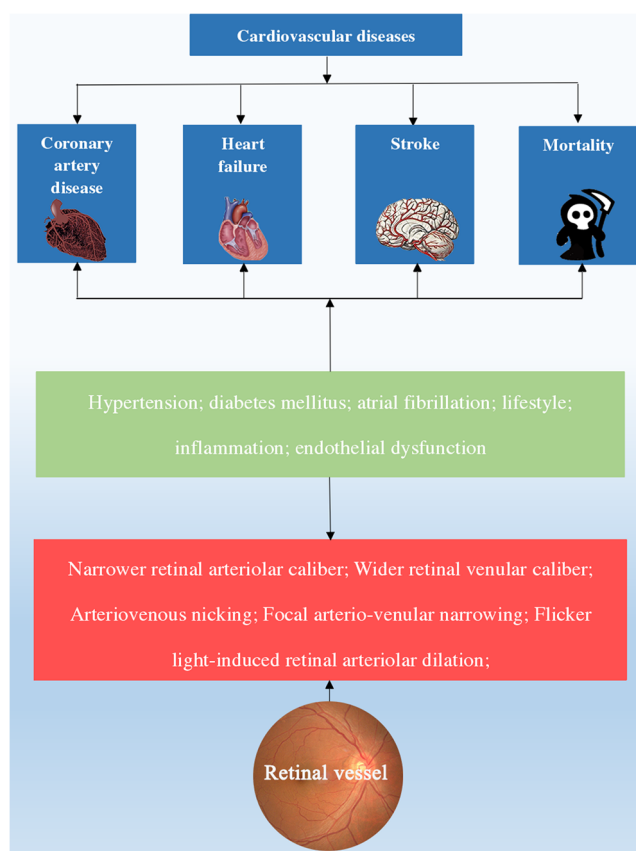 Cardiovascular diseases
Coronary
artery
disease
Heart
failure
Stroke
Mortality
Hypertension; diabetes mellitus; atrial fibrillation; lifestyle;
inflammation; endothelial dysfunction
Narrower retinal arteriolar caliber; Wider retinal venular caliber;
Arteriovenous nicking; Focal arterio-venular narrowing; Flicker
light-induced retinal arteriolar dilation;
Retinal vessel